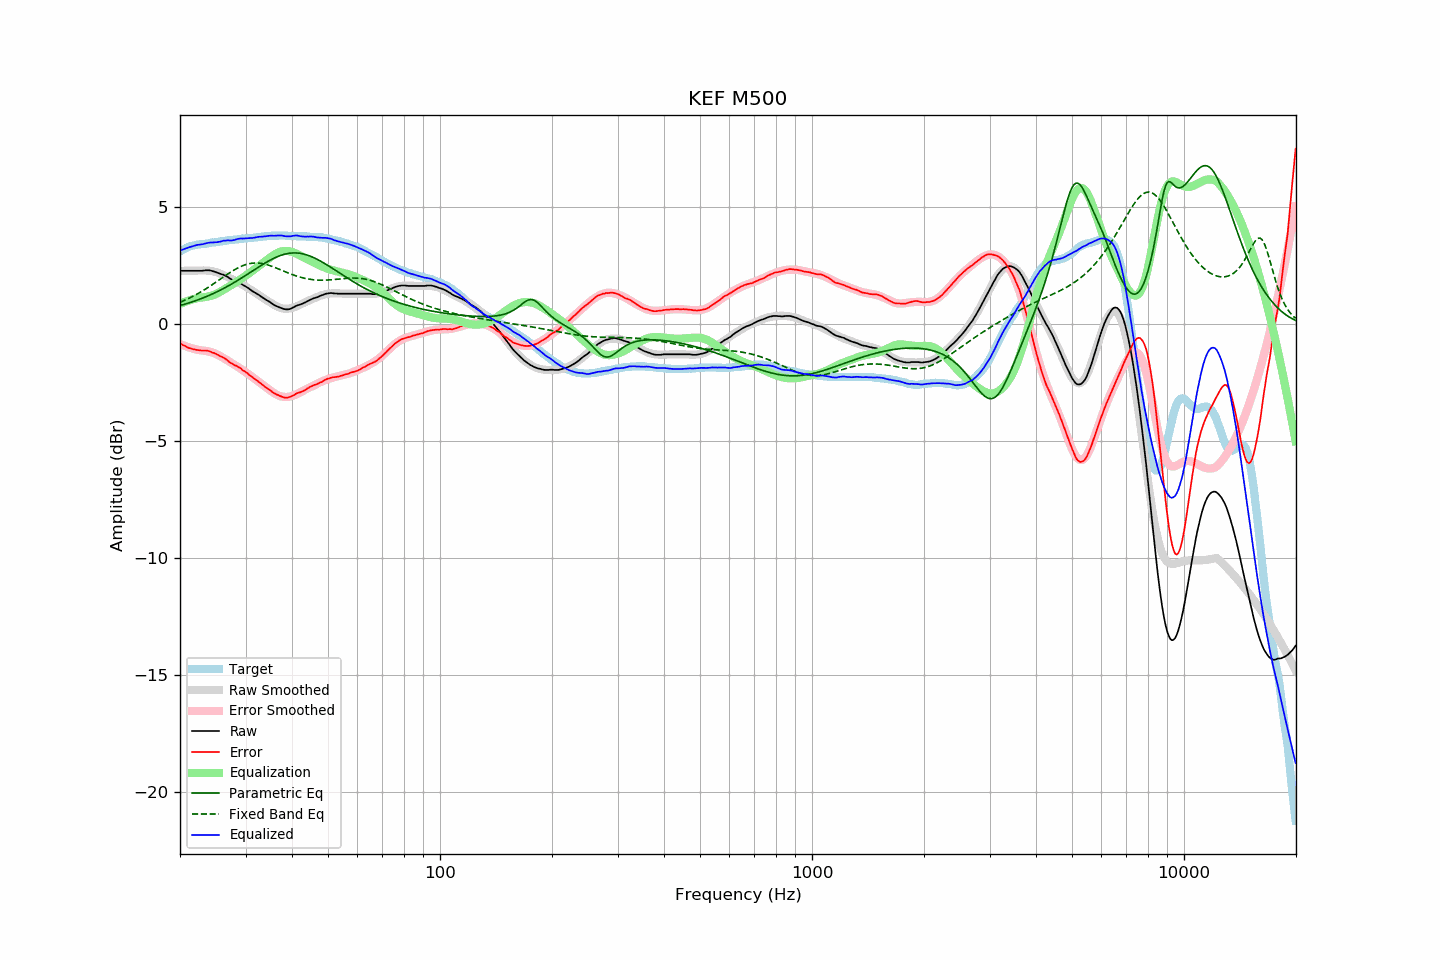 KEF M500
Amplitude (dBr)
5
0
−5
−10
−15
−20
Target
Raw Smoothed
Error Smoothed
Raw
Error
Equalization
Parametric Eq
Fixed Band Eq
Equalized
100
1000
10000
Frequency (Hz)